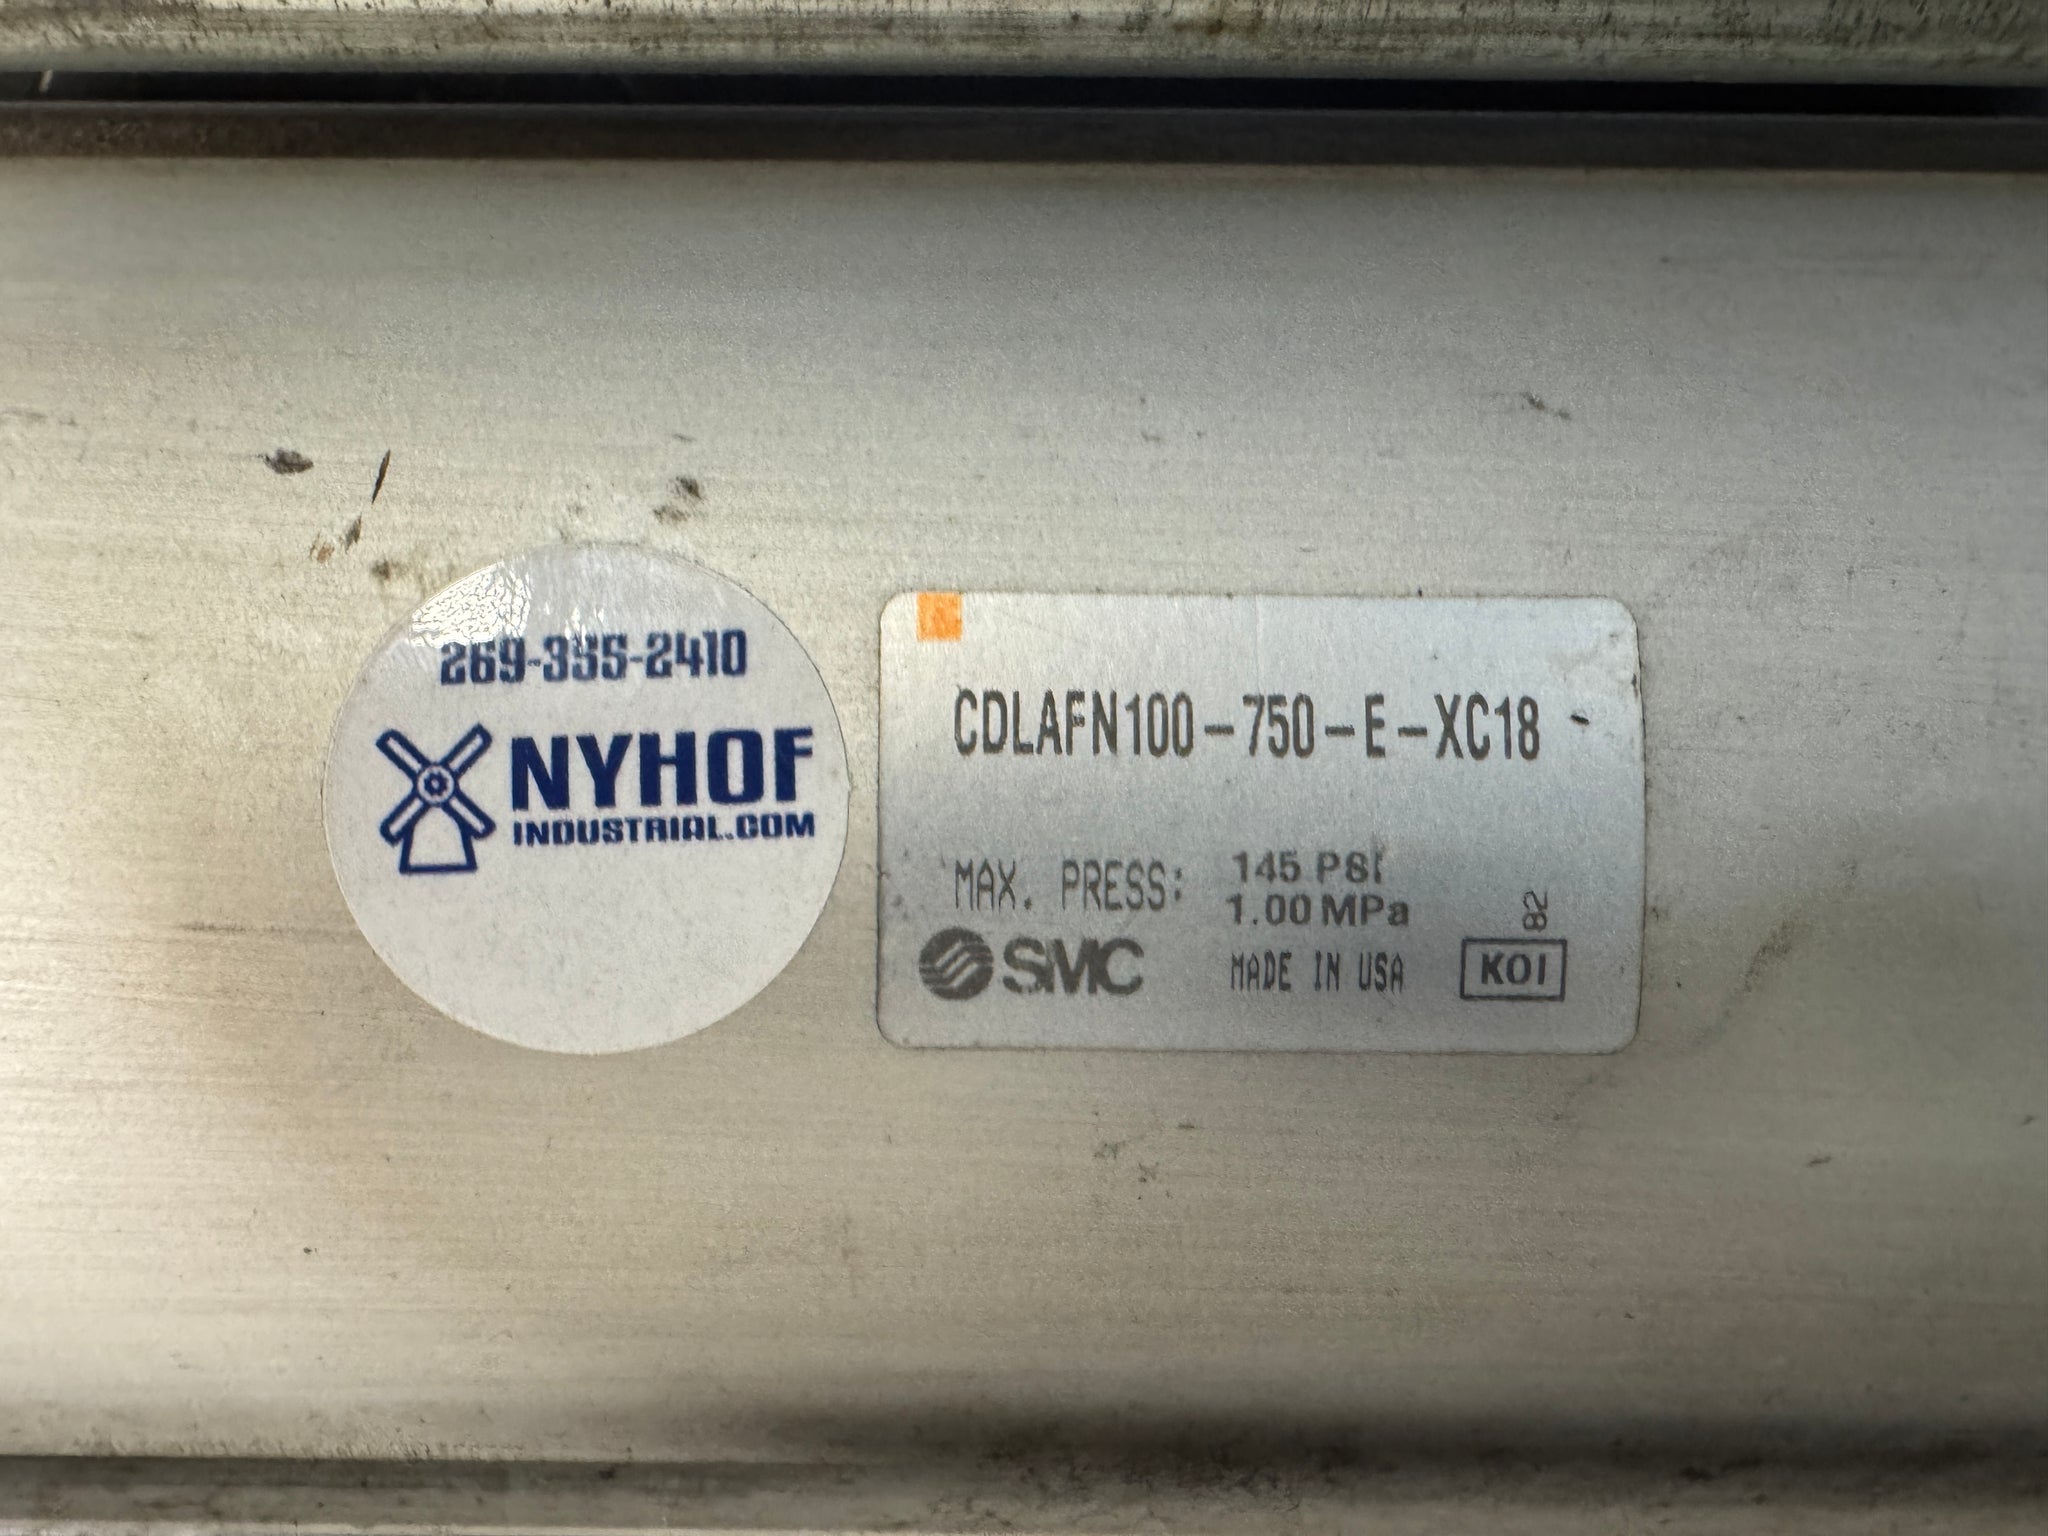 269-355-2410
NYHOF
INDUSTRIAL.COM
CDLAFN100-750-E-XC18
MAX. PRESS: 145 PSI
1.00 MPa
82
SMC MADE IN USA KOI